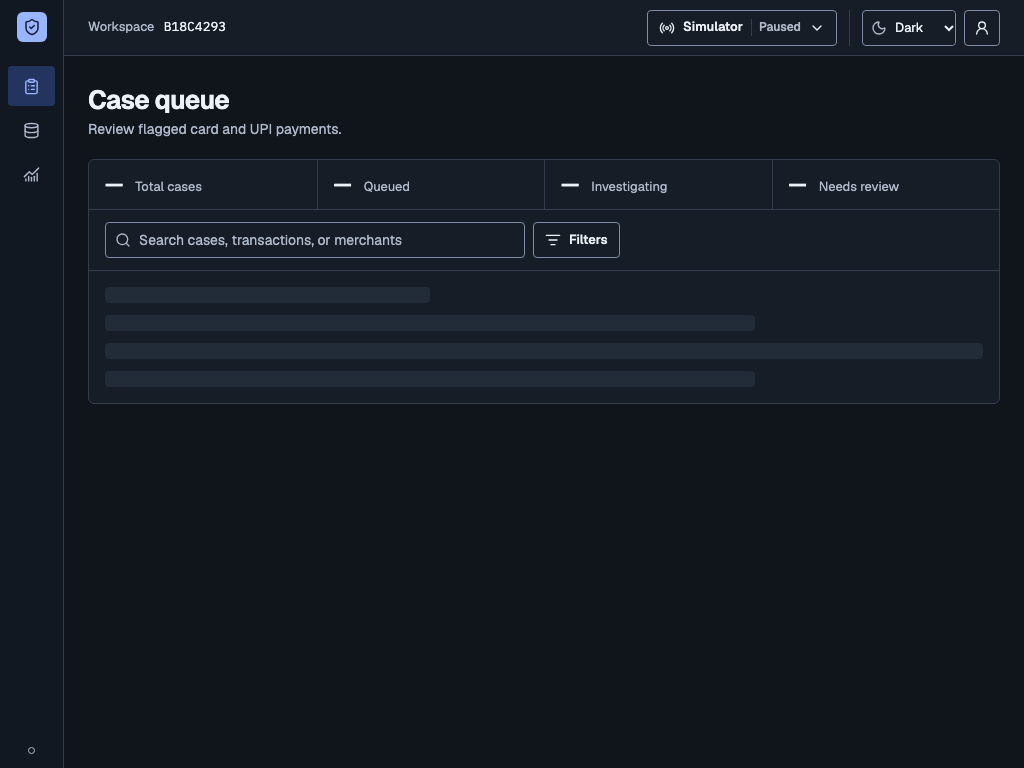 Workspace B18C4293
Simulator Paused
Dark
Case queue
Review flagged card and UPI payments.
— Total cases
— Queued
— Investigating
— Needs review
Search cases, transactions, or merchants
Filters